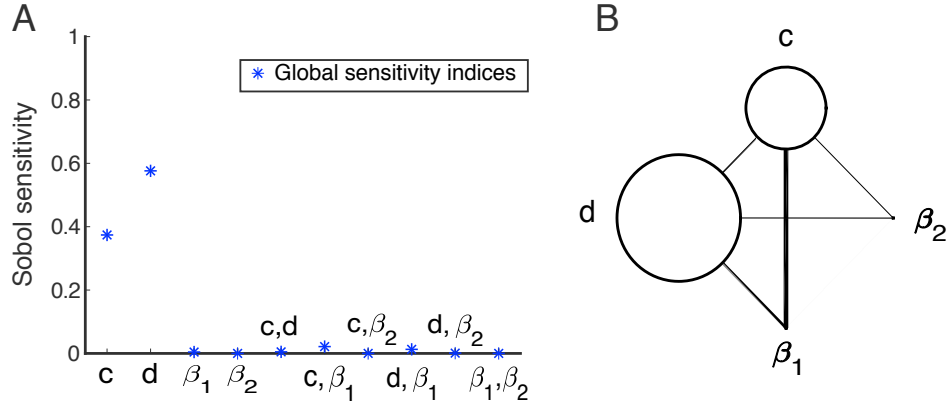 A
B
1
Global sensitivity indices
0.8
0.6
0.4
0.2
0
Sobol sensitivity
c,d
c,β₂
d, β₂
c
d
β₁
β₂
c, β₁
d, β₁
β₁,β₂
c
d
β₂
β₁